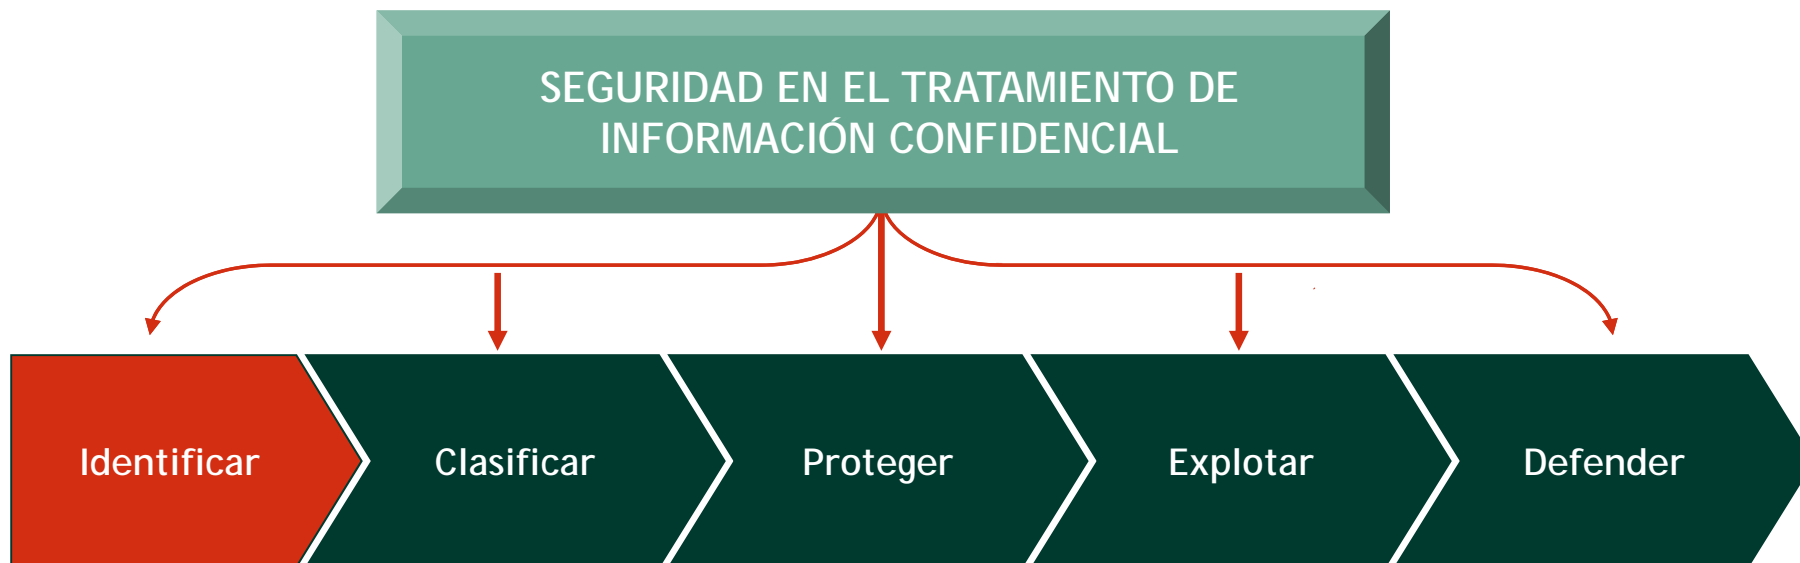 SEGURIDAD EN EL TRATAMIENTO DE
INFORMACIÓN CONFIDENCIAL
Identificar
Clasificar
Proteger
Explotar
Defender